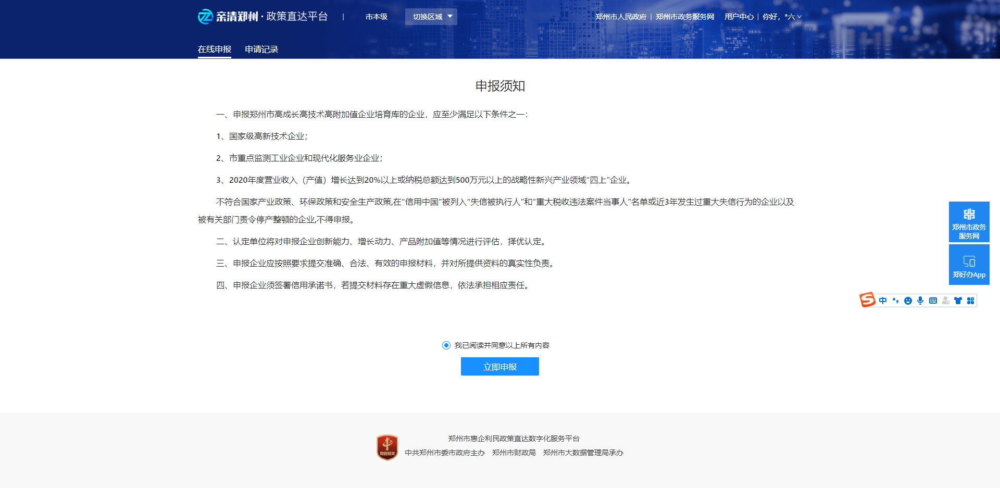 亲清郑州·政策直达平台 | 市本级 切换区域 郑州市人民政府 | 郑州市政务服务网 用户中心 | 你好，*六
在线申报 申请记录
申报须知
一、申报郑州市高成长高技术高附加值企业培育库的企业，应至少满足以下条件之一：
1、国家级高新技术企业；
2、市重点监测工业企业和现代化服务业企业；
3、2020年度营业收入（产值）增长达到20%以上或纳税总额达到500万元以上的战略性新兴产业领域“四上”企业。
不符合国家产业政策、环保政策和安全生产政策,在“信用中国”被列入“失信被执行人”和“重大税收违法案件当事人”名单或近3年发生过重大失信行为的企业以及
被有关部门责令停产整顿的企业,不得申报。
二、认定单位将对申报企业创新能力、增长动力、产品附加值等情况进行评估，择优认定。
三、申报企业应按照要求提交准确、合法、有效的申报材料，并对所提供资料的真实性负责。
四、申报企业须签署信用承诺书，若提交材料存在重大虚假信息，依法承担相应责任。
郑州市政务
服务网
郑好办App
中
我已阅读并同意以上所有内容
立即申报
党政机关
郑州市惠企利民政策直达数字化服务平台
中共郑州市委市政府主办 郑州市财政局 郑州市大数据管理局承办